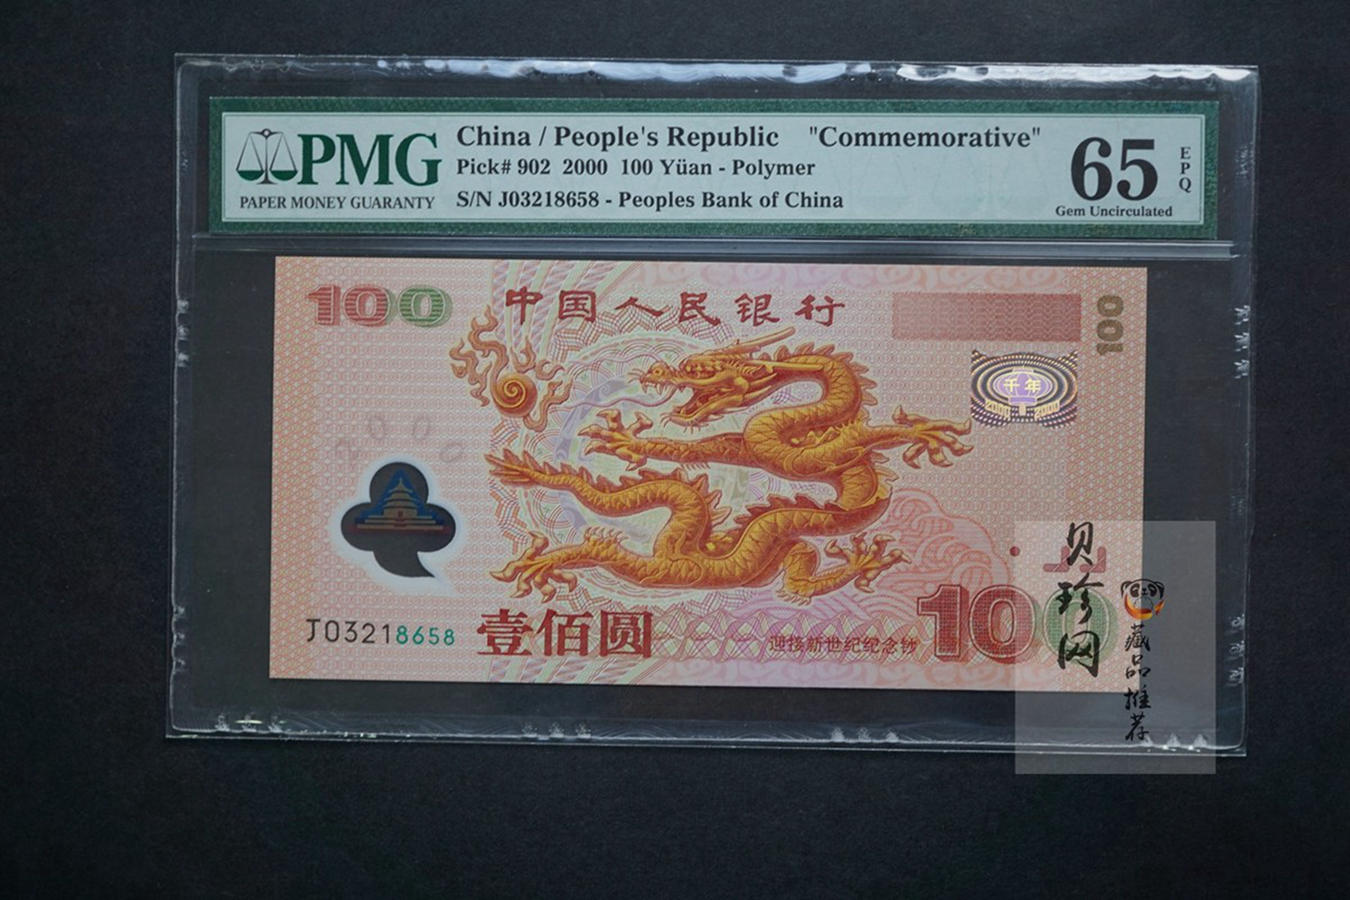 PMG
PAPER MONEY GUARANTY
China / People's Republic "Commemorative"
Pick# 902 2000 100 Yüan - Polymer
S/N J03218658 - Peoples Bank of China
65
EPQ
Gem Uncirculated
100
中国人民银行
100
千年
2000 2000
2000
J03218658
壹佰圆
迎接新世纪纪念钞
100
贝珍网
藏品推荐